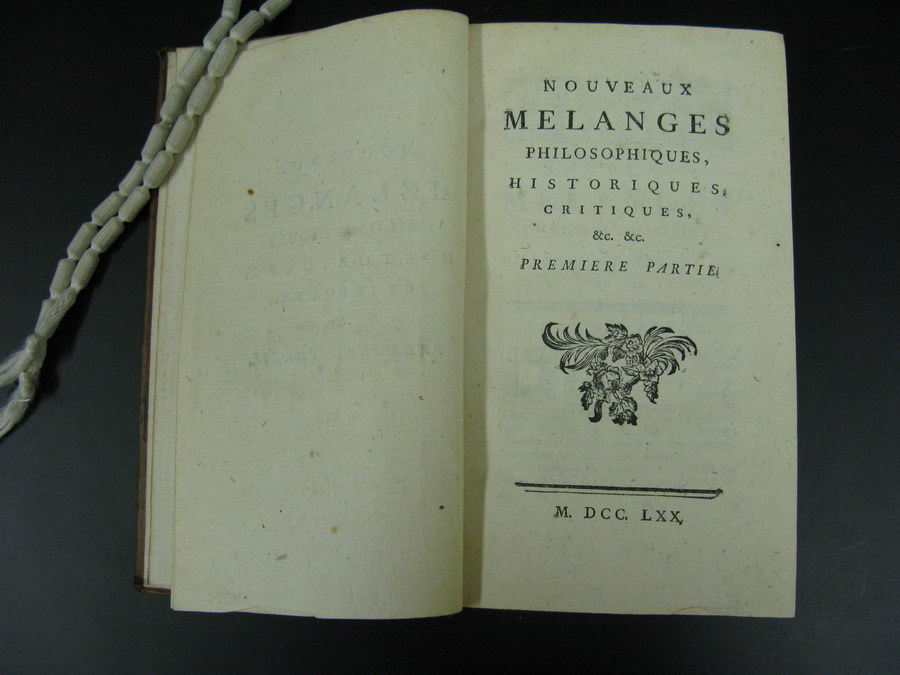 NOUVEAUX
MELANGES
PHILOSOPHIQUES,
HISTORIQUES,
CRITIQUES,
&c. &c.
PREMIERE PARTIE.
M. DCC. LXX,